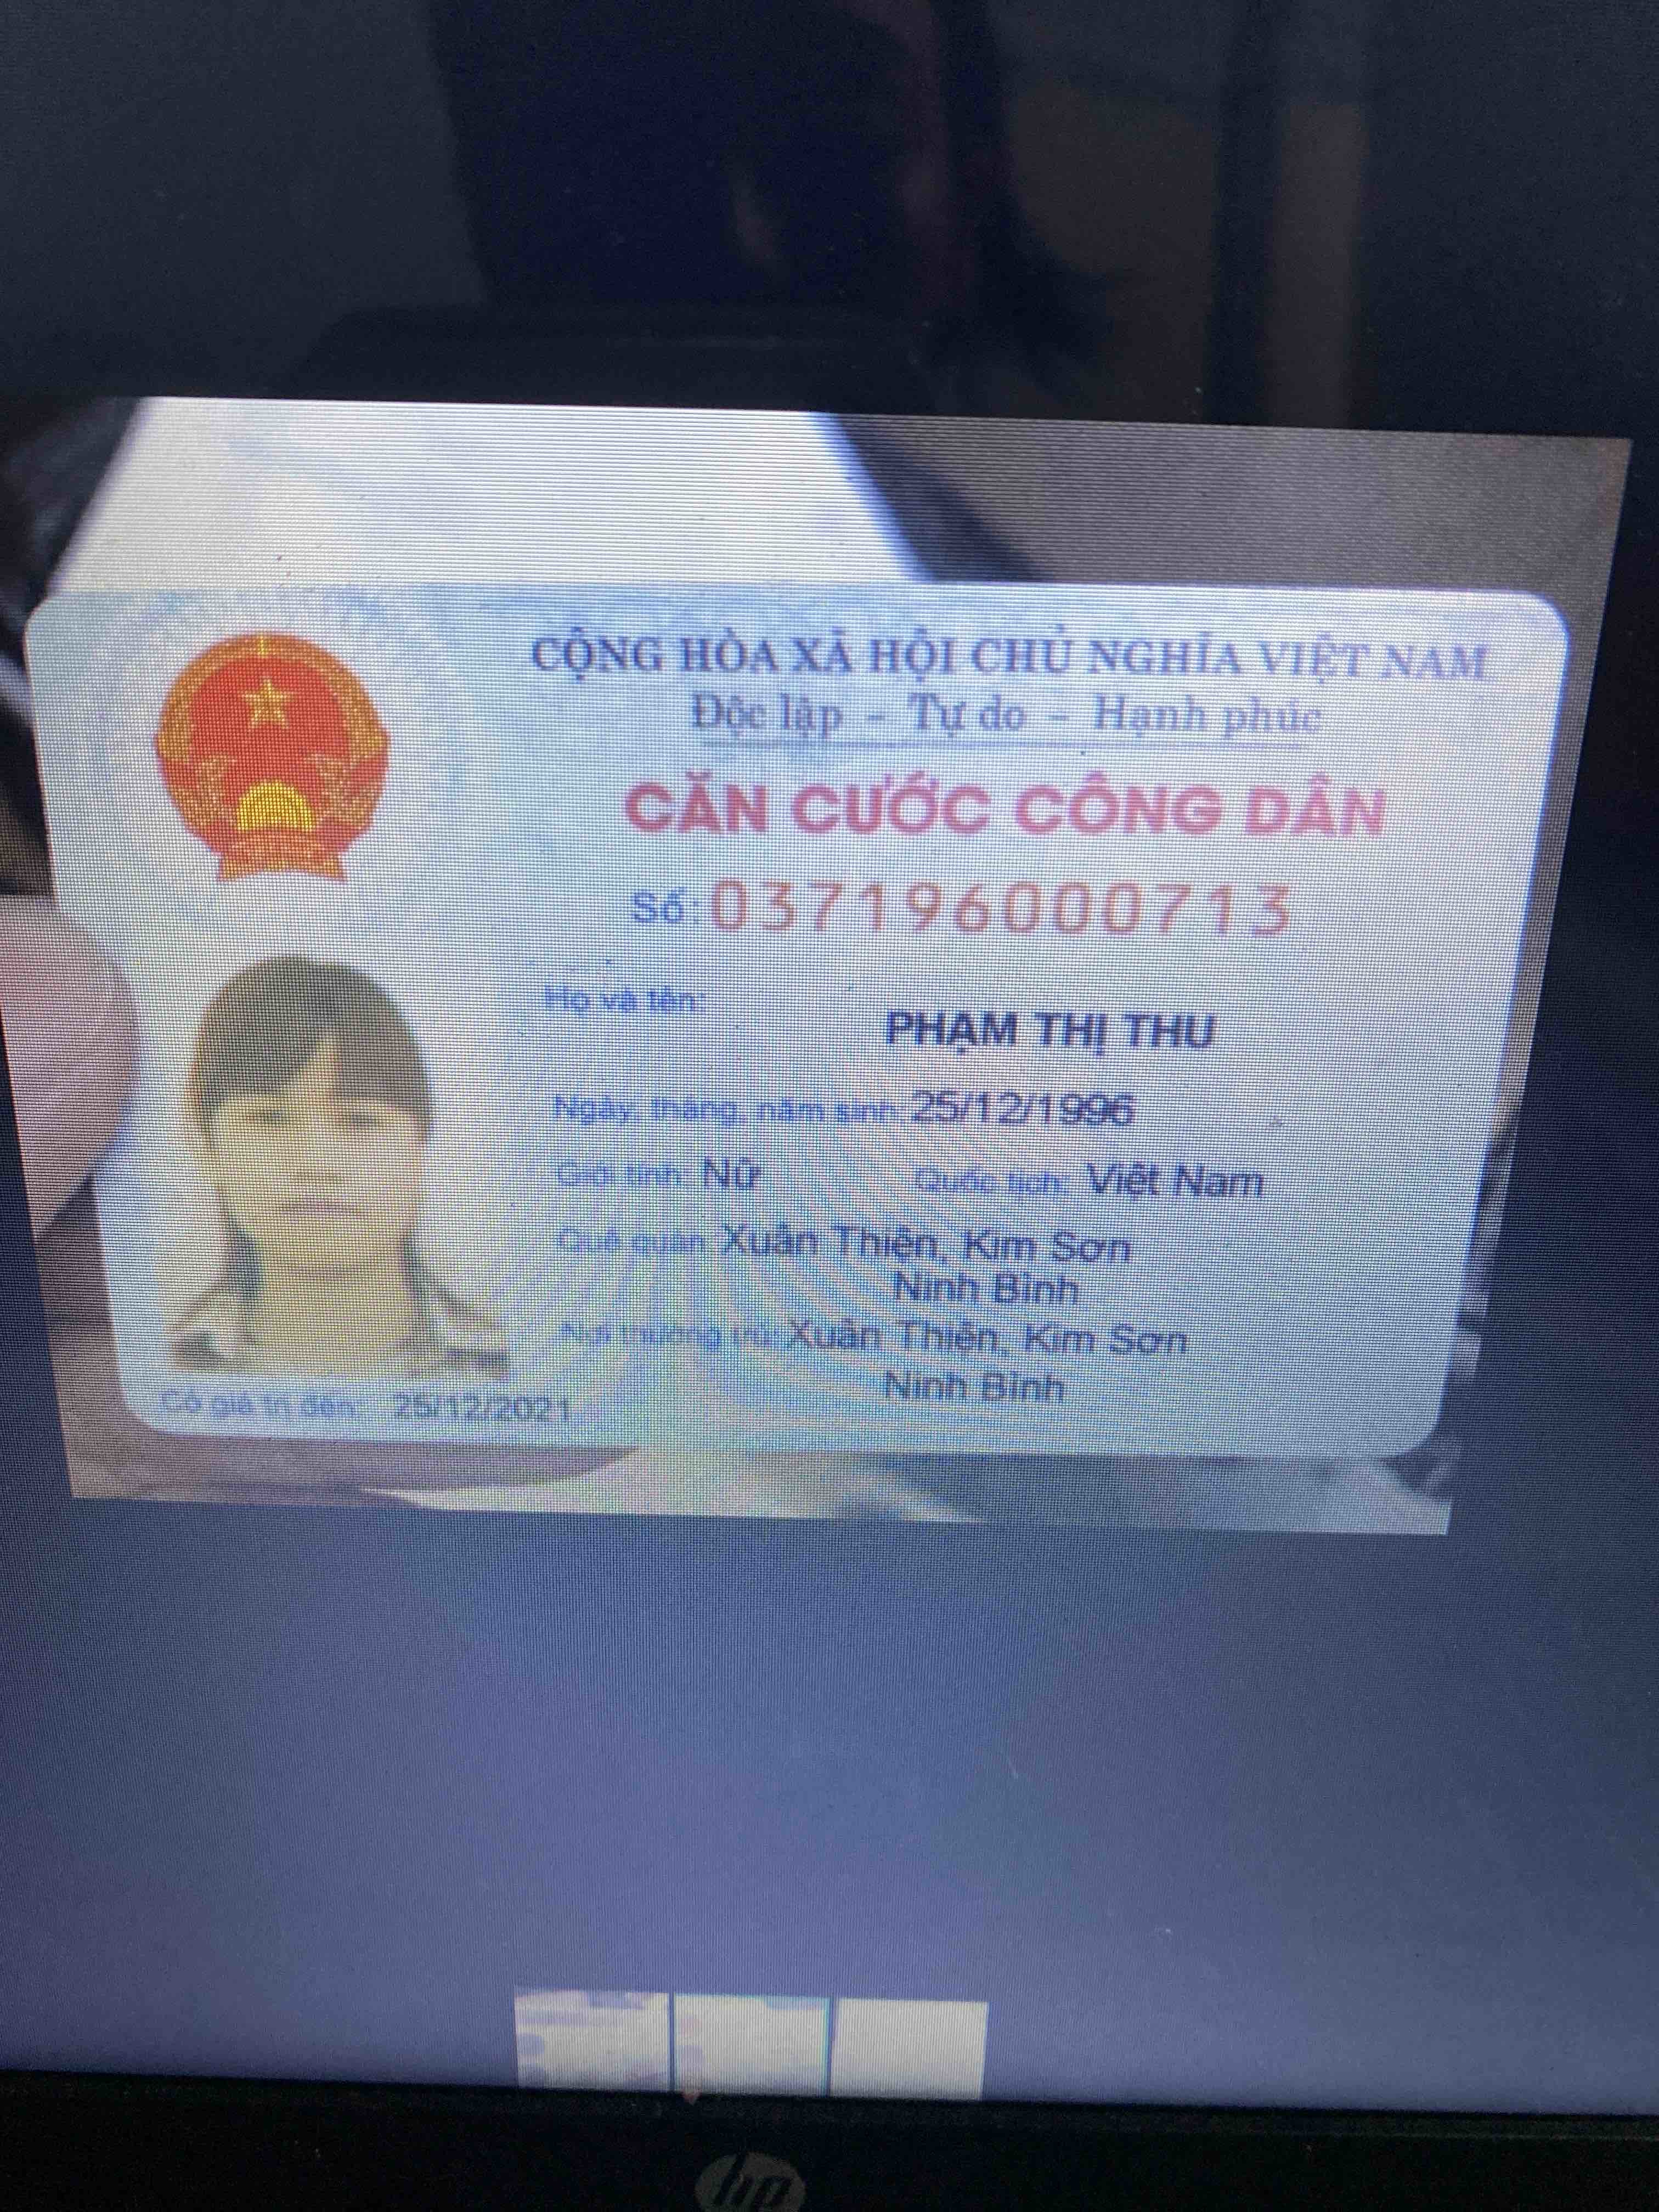 CỘNG HÒA XÃ HỘI CHỦ NGHĨA VIỆT NAM
Độc lập - Tự do - Hạnh phúc
CĂN CƯỚC CÔNG DÂN
Số: 037196000713
Họ và tên:
PHẠM THỊ THU
Ngày, tháng, năm sinh: 25/12/1996
Giới tính: Nữ Quốc tịch: Việt Nam
Quê quán: Xuân Thiện, Kim Sơn
Ninh Bình
Nơi thường trú: Xuân Thiện, Kim Sơn
Ninh Bình
Có giá trị đến: 25/12/2021
hp